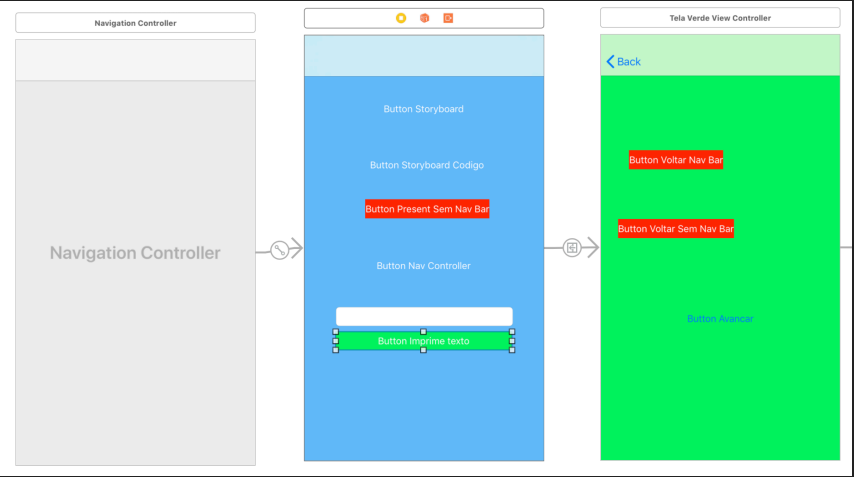 Navigation Controller
Navigation Controller
Button Storyboard
Button Storyboard Codigo
Button Present Sem Nav Bar
Button Nav Controller
Button Imprime texto
Tela Verde View Controller
Back
Button Voltar Nav Bar
Button Voltar Sem Nav Bar
Button Avancar